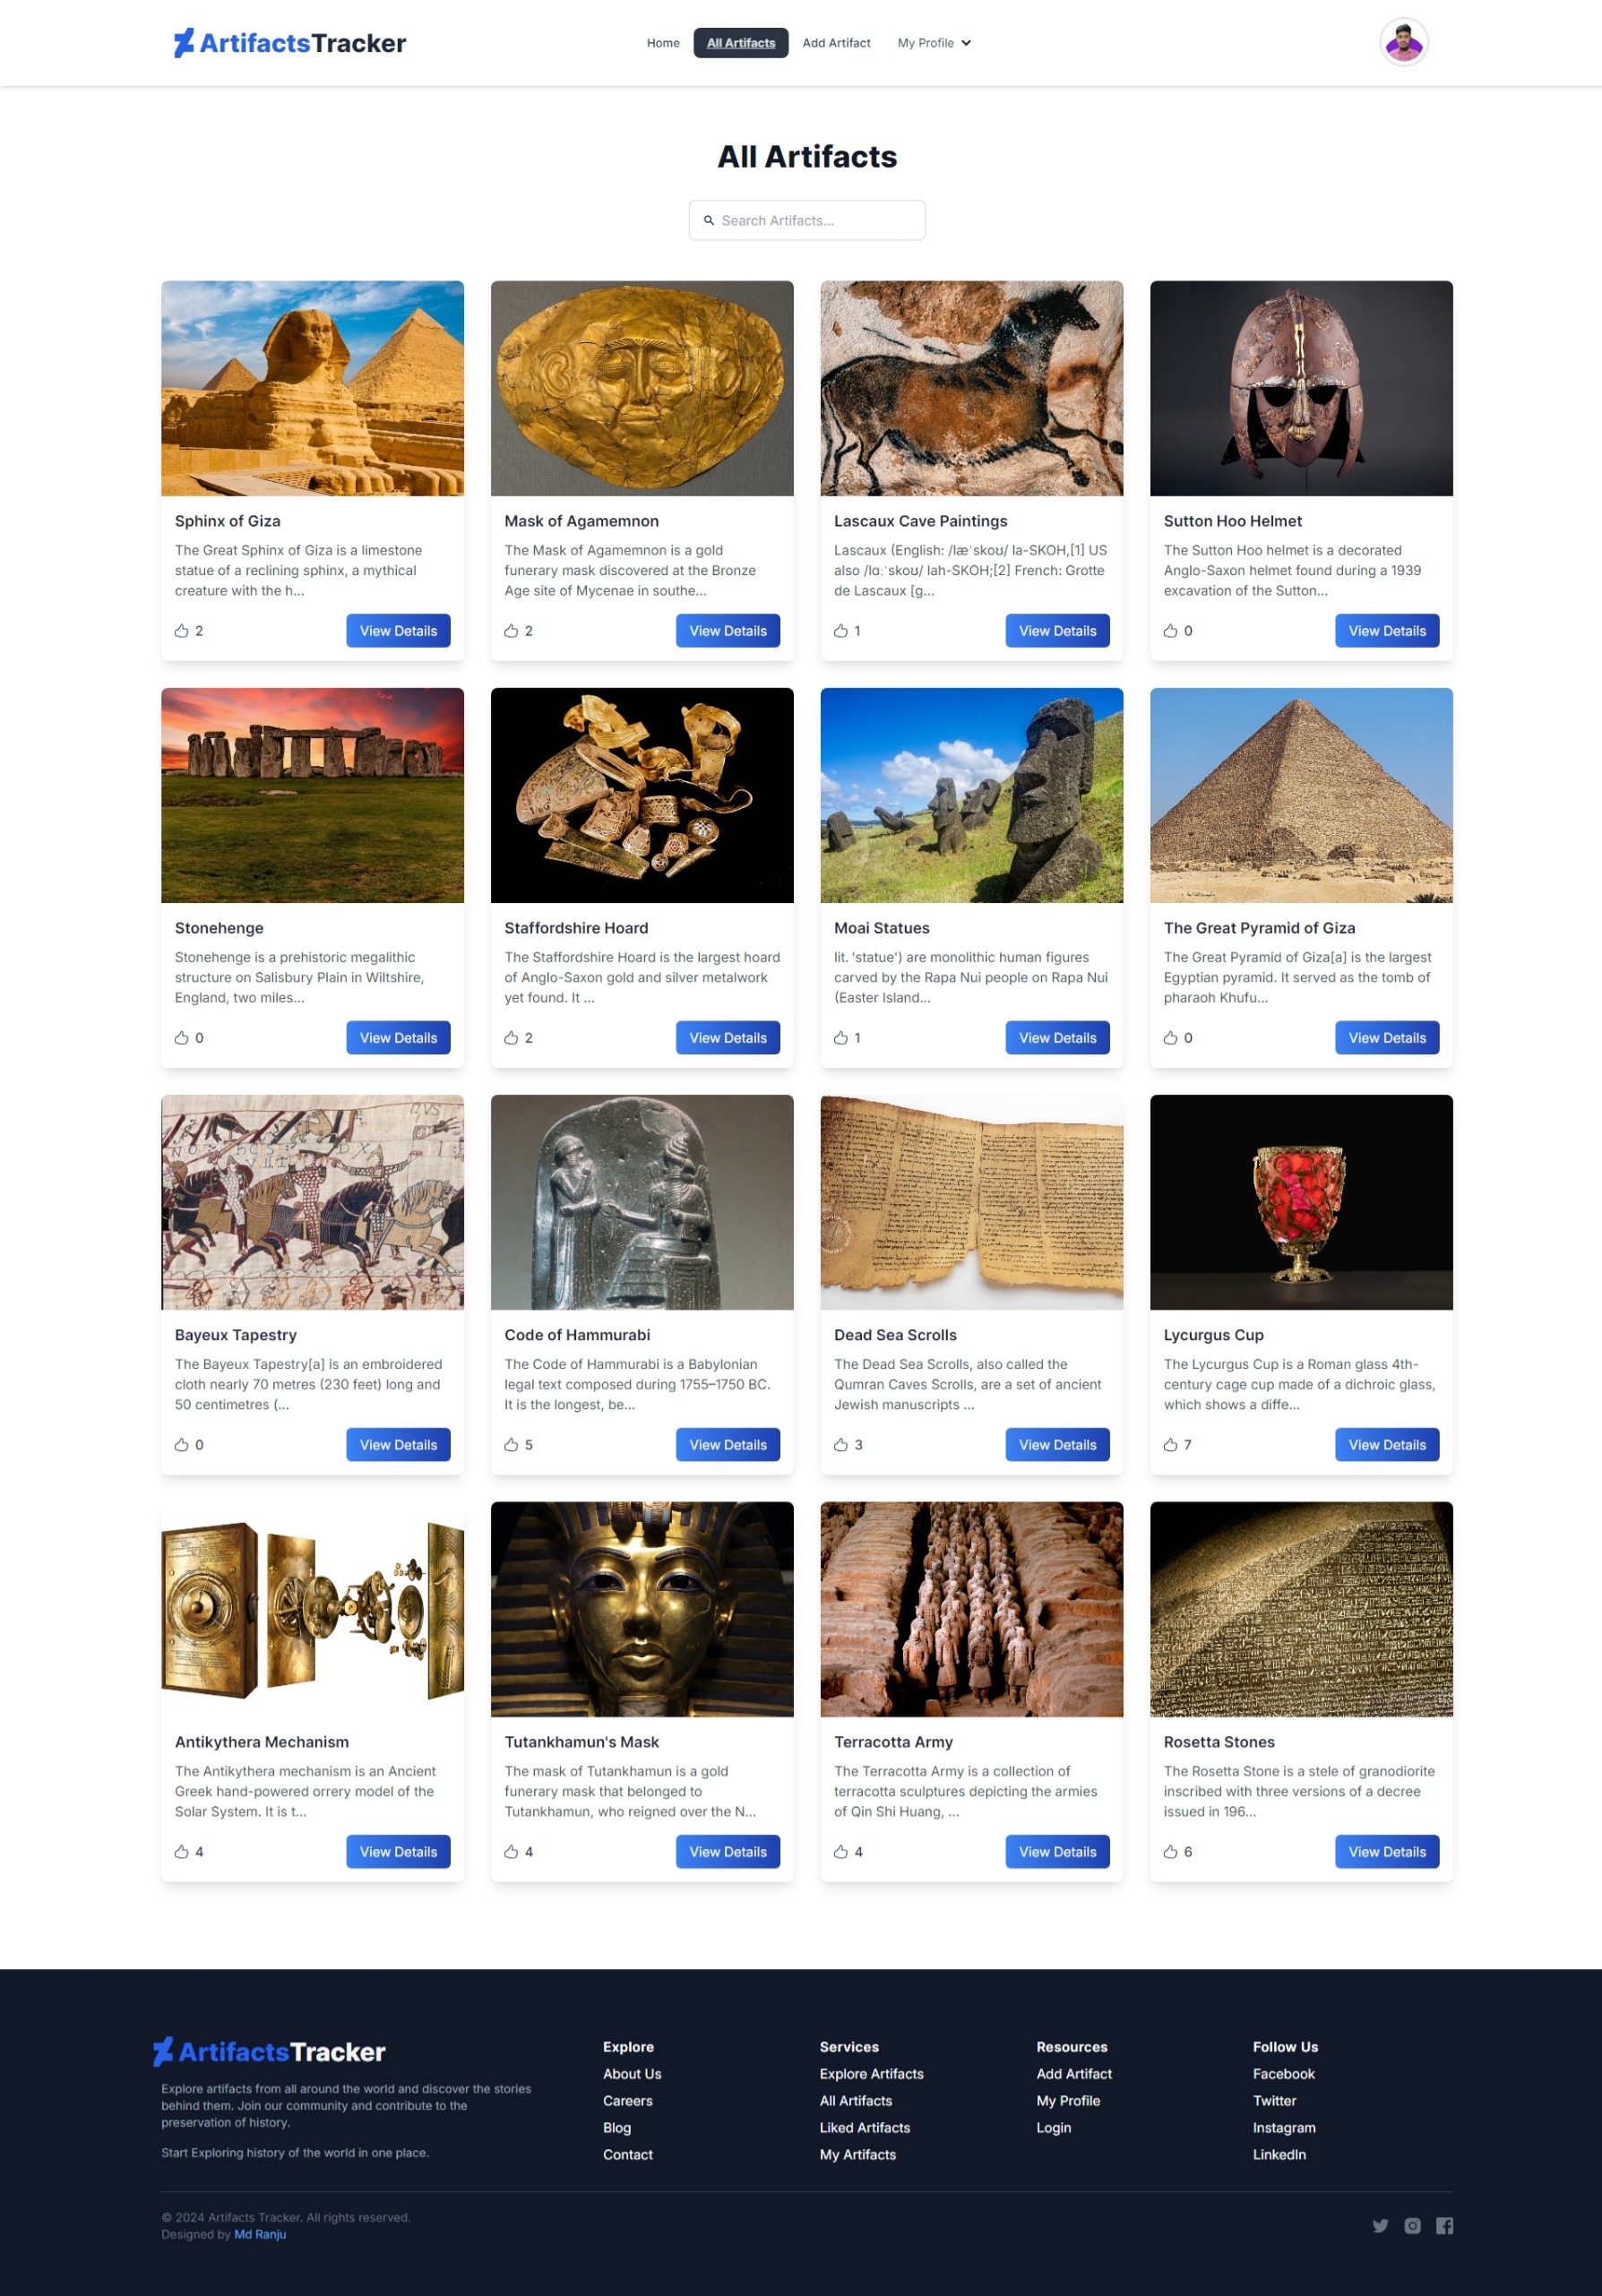 ArtifactsTracker
Home
All Artifacts
Add Artifact
My Profile
All Artifacts
Search Artifacts...
Sphinx of Giza
The Great Sphinx of Giza is a limestone
statue of a reclining sphinx, a mythical
creature with the h...
2
View Details
Mask of Agamemnon
The Mask of Agamemnon is a gold
funerary mask discovered at the Bronze
Age site of Mycenae in southe...
2
View Details
Lascaux Cave Paintings
Lascaux (English: /læˈskoʊ/ la-SKOH,[1] US
also /lɑːˈskoʊ/ lah-SKOH;[2] French: Grotte
de Lascaux [g...
1
View Details
Sutton Hoo Helmet
The Sutton Hoo helmet is a decorated
Anglo-Saxon helmet found during a 1939
excavation of the Sutton...
0
View Details
Stonehenge
Stonehenge is a prehistoric megalithic
structure on Salisbury Plain in Wiltshire,
England, two miles...
0
View Details
Staffordshire Hoard
The Staffordshire Hoard is the largest hoard
of Anglo-Saxon gold and silver metalwork
yet found. It ...
2
View Details
Moai Statues
lit. 'statue') are monolithic human figures
carved by the Rapa Nui people on Rapa Nui
(Easter Island...
1
View Details
The Great Pyramid of Giza
The Great Pyramid of Giza[a] is the largest
Egyptian pyramid. It served as the tomb of
pharaoh Khufu...
0
View Details
Bayeux Tapestry
The Bayeux Tapestry[a] is an embroidered
cloth nearly 70 metres (230 feet) long and
50 centimetres (...
0
View Details
Code of Hammurabi
The Code of Hammurabi is a Babylonian
legal text composed during 1755–1750 BC.
It is the longest, be...
5
View Details
Dead Sea Scrolls
The Dead Sea Scrolls, also called the
Qumran Caves Scrolls, are a set of ancient
Jewish manuscripts ...
3
View Details
Lycurgus Cup
The Lycurgus Cup is a Roman glass 4th-
century cage cup made of a dichroic glass,
which shows a diffe...
7
View Details
Antikythera Mechanism
The Antikythera mechanism is an Ancient
Greek hand-powered orrery model of the
Solar System. It is t...
4
View Details
Tutankhamun's Mask
The mask of Tutankhamun is a gold
funerary mask that belonged to
Tutankhamun, who reigned over the N...
4
View Details
Terracotta Army
The Terracotta Army is a collection of
terracotta sculptures depicting the armies
of Qin Shi Huang, ...
4
View Details
Rosetta Stones
The Rosetta Stone is a stele of granodiorite
inscribed with three versions of a decree
issued in 196...
6
View Details
ArtifactsTracker
Explore artifacts from all around the world and discover the stories
behind them. Join our community and contribute to the
preservation of history.
Start Exploring history of the world in one place.
Explore
About Us
Careers
Blog
Contact
Services
Explore Artifacts
All Artifacts
Liked Artifacts
My Artifacts
Resources
Add Artifact
My Profile
Login
Follow Us
Facebook
Twitter
Instagram
LinkedIn
© 2024 Artifacts Tracker. All rights reserved.
Designed by Md Ranju